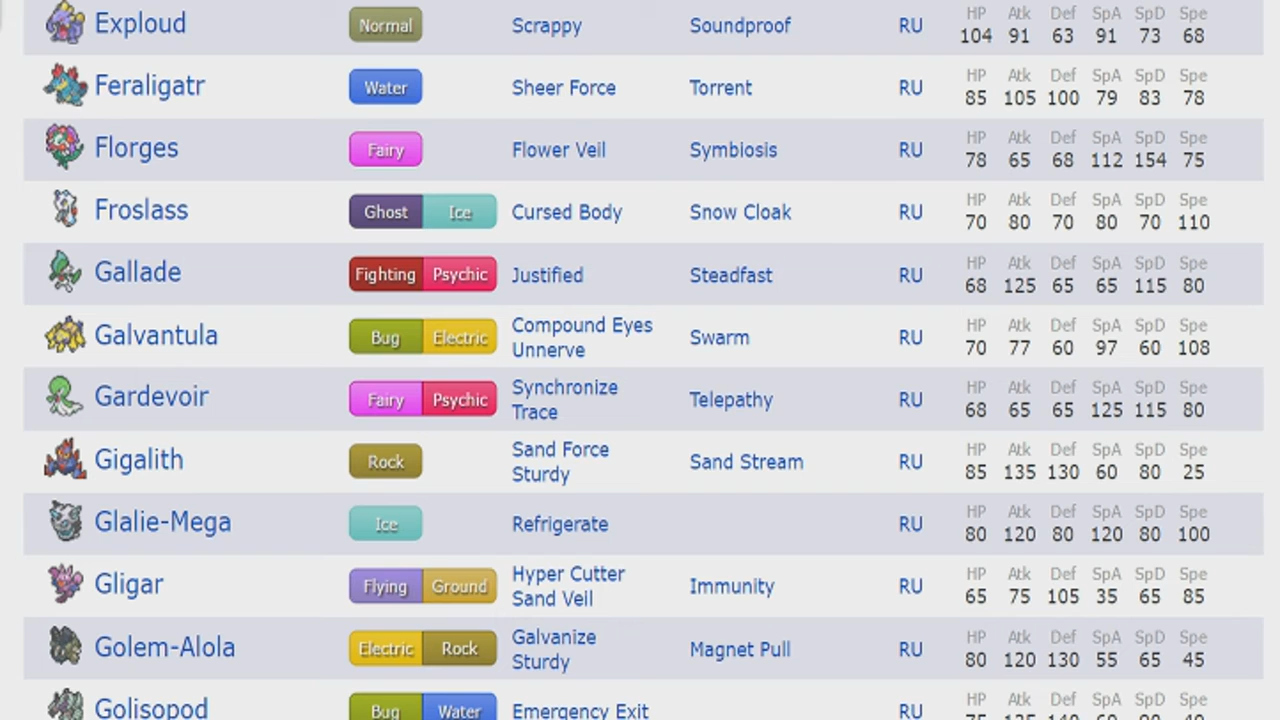 HP Atk Def SpA SpD Spe
Exploud Normal Scrappy Soundproof RU 104 91 63 91 73 68
HP Atk Def SpA SpD Spe
Feraligatr Water Sheer Force Torrent RU 85 105 100 79 83 78
HP Atk Def SpA SpD Spe
Florges Fairy Flower Veil Symbiosis RU 78 65 68 112 154 75
HP Atk Def SpA SpD Spe
Froslass Ghost Ice Cursed Body Snow Cloak RU 70 80 70 80 70 110
HP Atk Def SpA SpD Spe
Gallade Fighting Psychic Justified Steadfast RU 68 125 65 65 115 80
Compound Eyes HP Atk Def SpA SpD Spe
Galvantula Bug Electric Swarm RU
Unnerve 70 77 60 97 60 108
Synchronize HP Atk Def SpA SpD Spe
Gardevoir Fairy Psychic Telepathy RU
Trace 68 65 65 125 115 80
Sand Force HP Atk Def SpA SpD Spe
Gigalith Rock Sand Stream RU
Sturdy 85 135 130 60 80 25
HP Atk Def SpA SpD Spe
Glalie-Mega Ice Refrigerate RU 80 120 80 120 80 100
Hyper Cutter HP Atk Def SpA SpD Spe
Gligar Flying Ground Immunity RU
Sand Veil 65 75 105 35 65 85
Galvanize HP Atk Def SpA SpD Spe
Golem-Alola Electric Rock Magnet Pull RU
Sturdy 80 120 130 55 65 45
HP Atk Def SpA SpD Spe
Golisopod Bug Water Emergency Exit RU